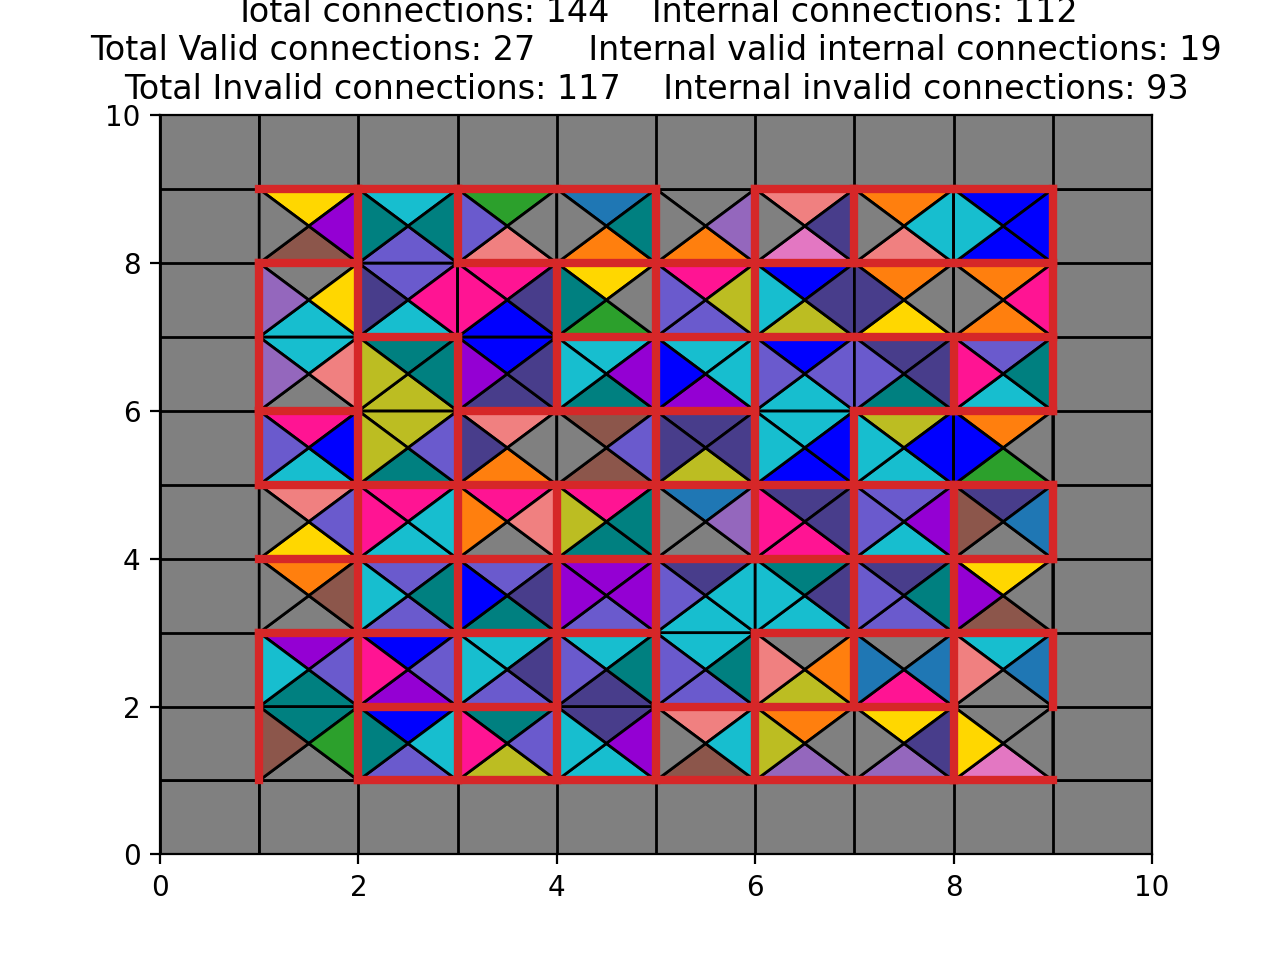 Total connections: 144    Internal connections: 112
Total Valid connections: 27     Internal valid internal connections: 19
Total Invalid connections: 117    Internal invalid connections: 93
10
8
6
4
2
0
0 2 4 6 8 10